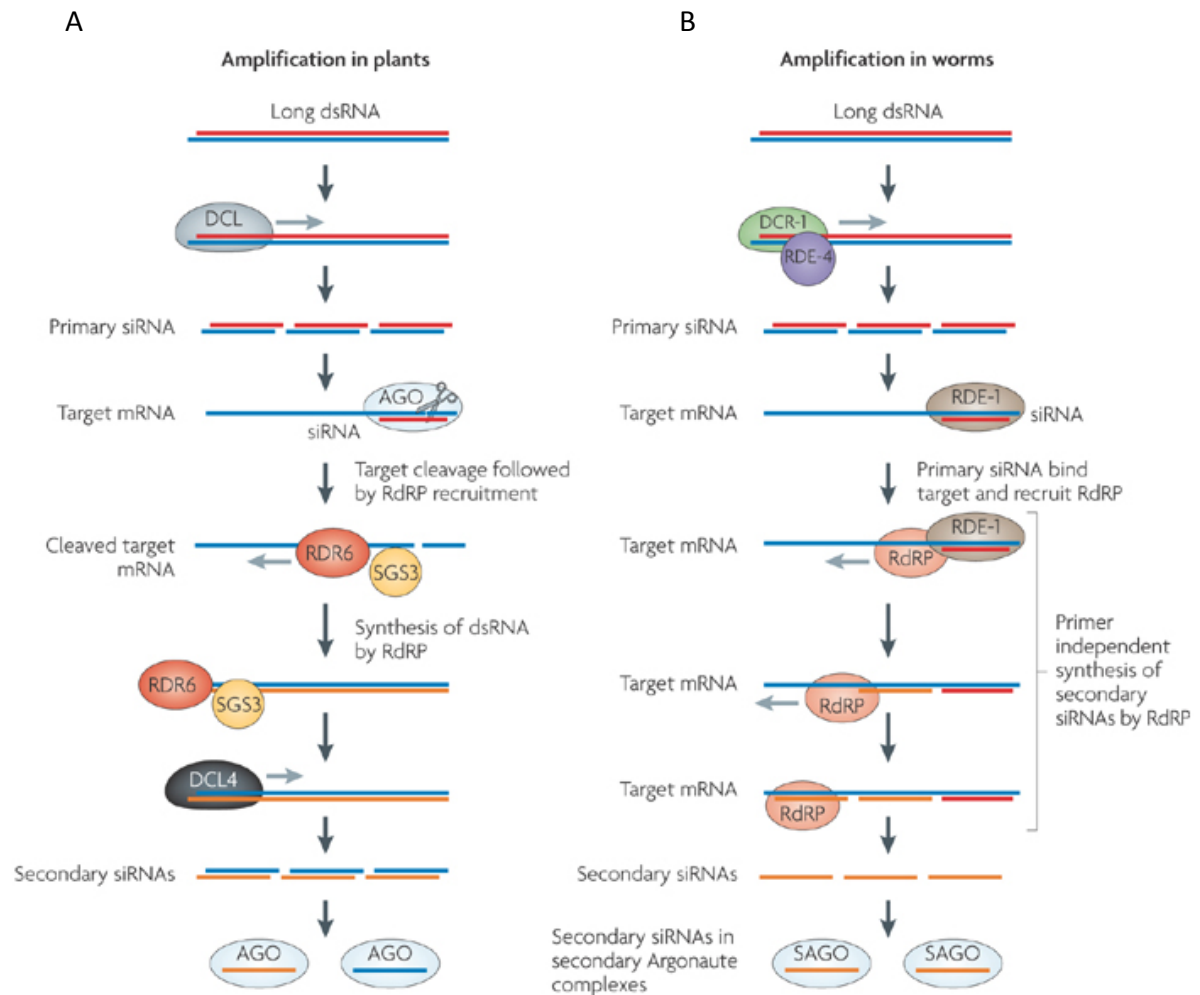 A
Amplification in plants
Long dsRNA
DCL
Primary siRNA
Target mRNA
AGO
siRNA
Target cleavage followed
by RdRP recruitment
Cleaved target
mRNA
RDR6
SGS3
Synthesis of dsRNA
by RdRP
RDR6
SGS3
DCL4
Secondary siRNAs
AGO
AGO
B
Amplification in worms
Long dsRNA
DCR-1
RDE-4
Primary siRNA
Target mRNA
RDE-1
siRNA
Primary siRNA bind
target and recruit RdRP
Target mRNA
RDE-1
RdRP
Target mRNA
RdRP
Target mRNA
RdRP
Primer
independent
synthesis of
secondary
siRNAs by RdRP
Secondary siRNAs
Secondary siRNAs in
secondary Argonaute
complexes
SAGO
SAGO